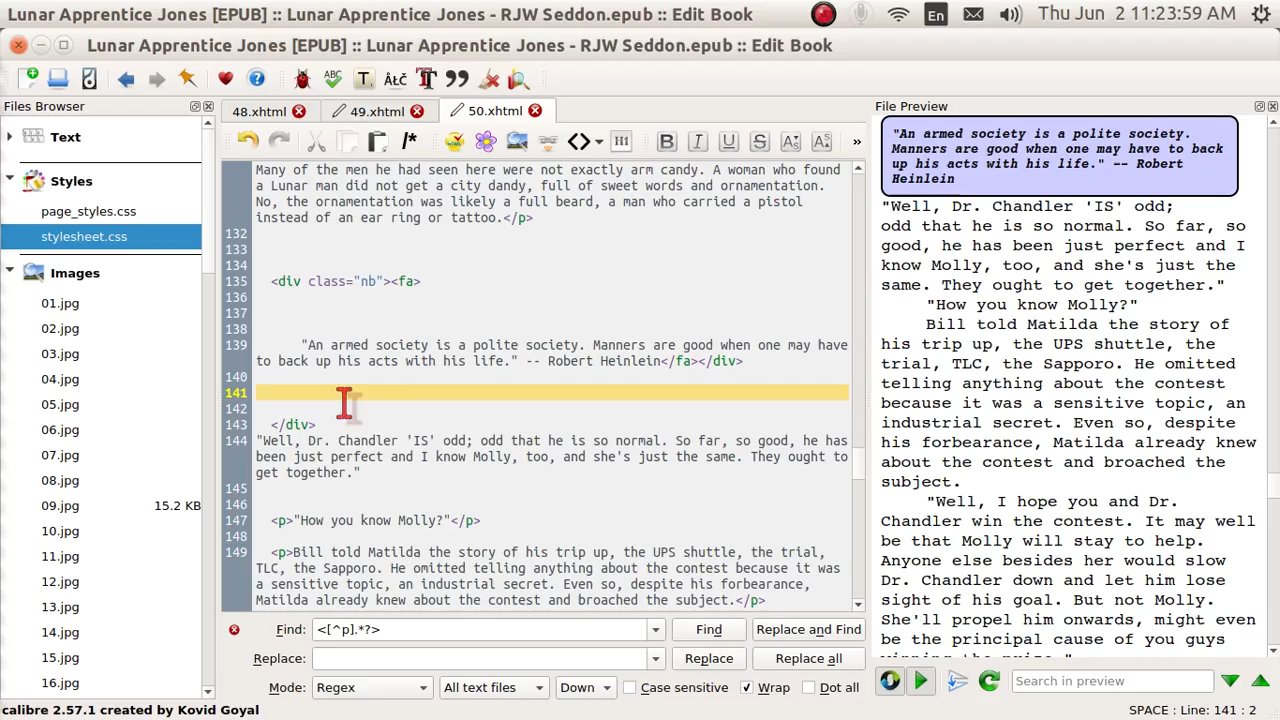 Lunar Apprentice Jones [EPUB] :: Lunar Apprentice Jones - RJW Seddon.epub :: Edit Book
En
Thu Jun 2 11:23:59 AM
Lunar Apprentice Jones [EPUB] :: Lunar Apprentice Jones - RJW Seddon.epub :: Edit Book
Files Browser
Text
Styles
page_styles.css
stylesheet.css
Images
01.jpg
02.jpg
03.jpg
04.jpg
05.jpg
06.jpg
07.jpg
08.jpg
09.jpg 15.2 KB
10.jpg
11.jpg
12.jpg
13.jpg
14.jpg
15.jpg
16.jpg
48.xhtml 49.xhtml 50.xhtml
Many of the men he had seen here were not exactly arm candy. A woman who found
a Lunar man did not get a city dandy, full of sweet words and ornamentation.
No, the ornamentation was likely a full beard, a man who carried a pistol
instead of an ear ring or tattoo.</p>
132
133
134
135 <div class="nb"><fa>
136
137
138
139 "An armed society is a polite society. Manners are good when one may have
to back up his acts with his life." -- Robert Heinlein</fa></div>
140
141
142
143 </div>
144 "Well, Dr. Chandler 'IS' odd; odd that he is so normal. So far, so good, he has
been just perfect and I know Molly, too, and she's just the same. They ought to
get together."
145
146
147 <p>"How you know Molly?"</p>
148
149 <p>Bill told Matilda the story of his trip up, the UPS shuttle, the trial,
TLC, the Sapporo. He omitted telling anything about the contest because it was
a sensitive topic, an industrial secret. Even so, despite his forbearance,
Matilda already knew about the contest and broached the subject.</p>
Find: <[^p].*?> Find Replace and Find
Replace: Replace Replace all
Mode: Regex All text files Down Case sensitive Wrap Dot all
File Preview
"An armed society is a polite society.
Manners are good when one may have to back
up his acts with his life." -- Robert
Heinlein
"Well, Dr. Chandler 'IS' odd;
odd that he is so normal. So far, so
good, he has been just perfect and I
know Molly, too, and she's just the
same. They ought to get together."
"How you know Molly?"
Bill told Matilda the story of
his trip up, the UPS shuttle, the
trial, TLC, the Sapporo. He omitted
telling anything about the contest
because it was a sensitive topic, an
industrial secret. Even so, despite
his forbearance, Matilda already knew
about the contest and broached the
subject.
"Well, I hope you and Dr.
Chandler win the contest. It may well
be that Molly will stay to help.
Anyone else besides her would slow
Dr. Chandler down and let him lose
sight of his goal. But not Molly.
She'll propel him onwards, might even
be the principal cause of you guys
Search in preview
calibre 2.57.1 created by Kovid Goyal
SPACE : Line: 141 : 2